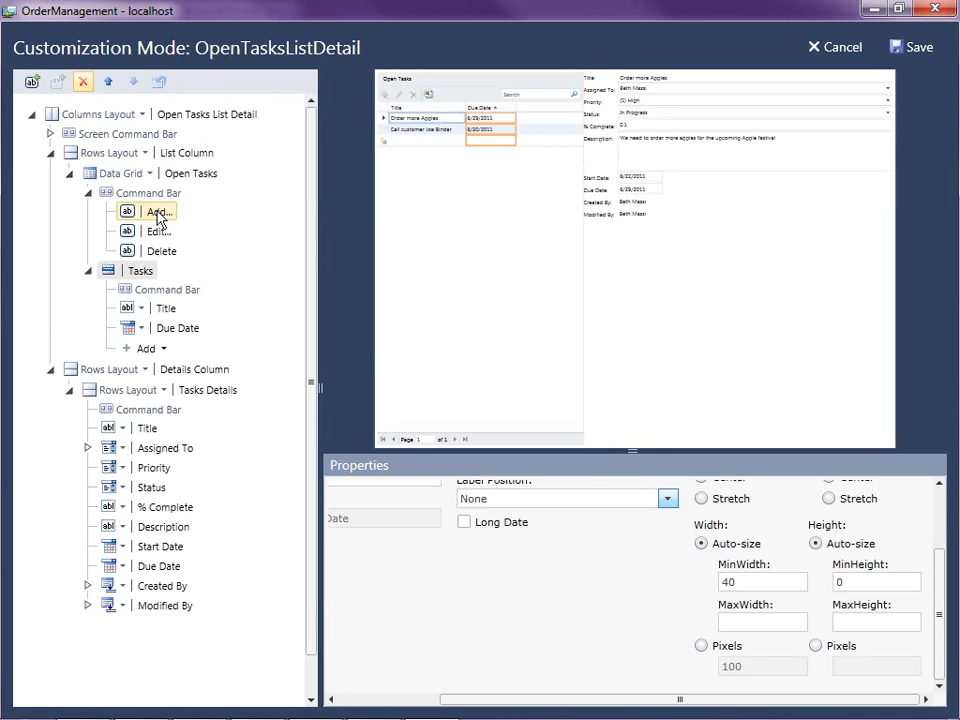 OrderManagement - localhost
Customization Mode: OpenTasksListDetail
Cancel
Save
Columns Layout | Open Tasks List Detail
Screen Command Bar
Rows Layout | List Column
Data Grid | Open Tasks
Command Bar
ab | Add...
ab | Edit...
ab | Delete
| Tasks
Command Bar
abl | Title
| Due Date
+ Add
Rows Layout | Details Column
Rows Layout | Tasks Details
Command Bar
abl | Title
| Assigned To
| Priority
| Status
abl | % Complete
abl | Description
| Start Date
| Due Date
| Created By
| Modified By
Open Tasks
Search
Title Due Date
Order more Apples 6/29/2011
Call customer Joe Binder 6/30/2011
Page 1 of 1
Title: Order more Apples
Assigned To: Beth Massi
Priority: (1) High
Status: In Progress
% Complete: 0.1
Description: We need to order more apples for the upcoming Apple festival
Start Date: 6/22/2011
Due Date 6/29/2011
Created By: Beth Massi
Modified By: Beth Massi
Properties
Label Position:
None
Date
Long Date
Center Center
Stretch Stretch
Width: Height:
Auto-size Auto-size
MinWidth: MinHeight:
40 0
MaxWidth: MaxHeight:
Pixels Pixels
100